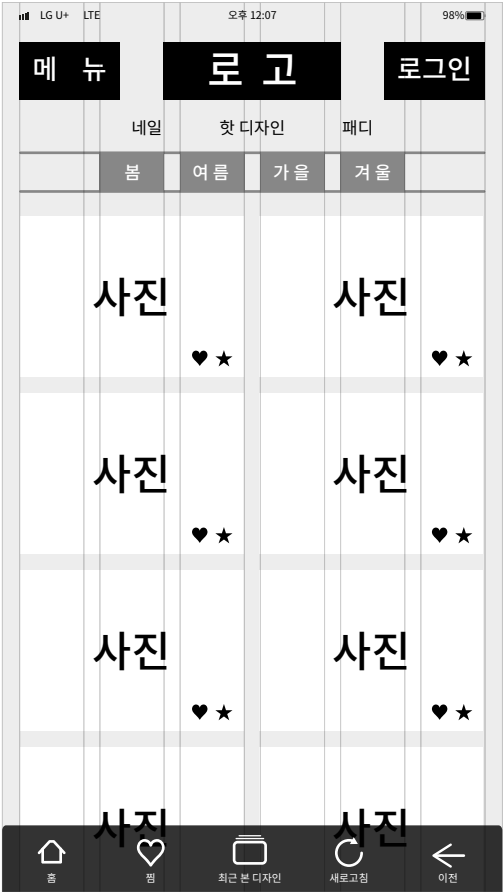 LG U+ LTE 오후 12:07 98%
메 뉴 로 고 로그인
네일 핫 디자인 패디
봄 여 름 가 을 겨 울
사진 사진
사진 사진
사진 사진
사진 사진
홈 찜 최근 본 디자인 새로고침 이전